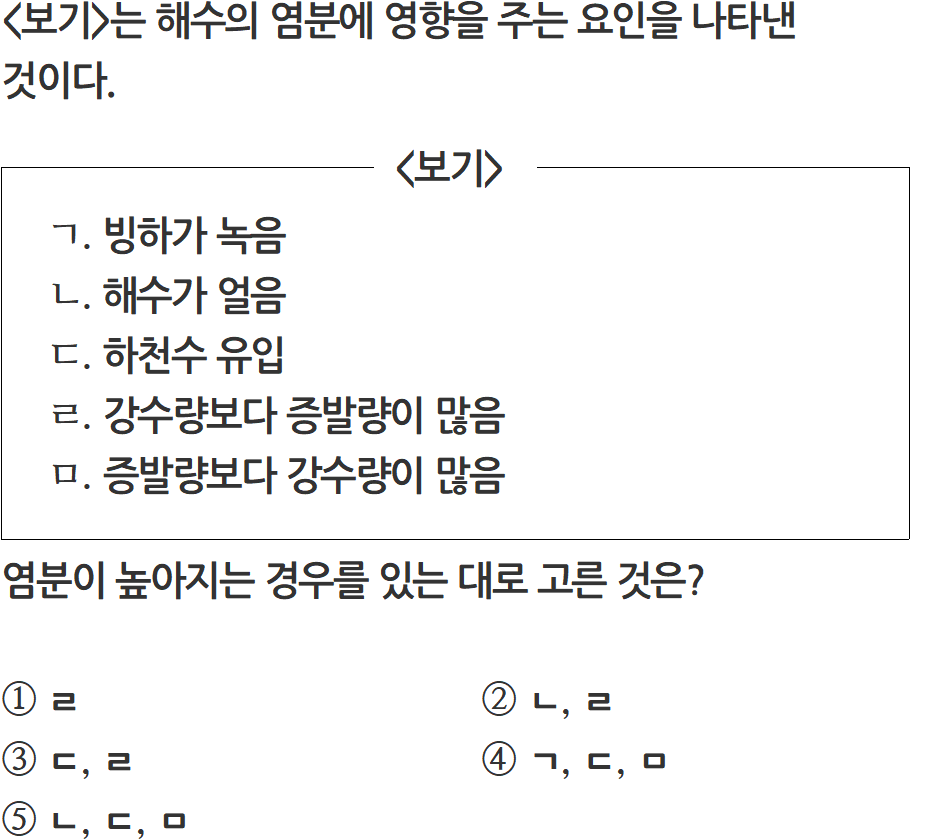 <보기>는 해수의 염분에 영향을 주는 요인을 나타낸
것이다.
<보기>
ㄱ. 빙하가 녹음
ㄴ. 해수가 얼음
ㄷ. 하천수 유입
ㄹ. 강수량보다 증발량이 많음
ㅁ. 증발량보다 강수량이 많음
염분이 높아지는 경우를 있는 대로 고른 것은?
① ㄹ ② ㄴ, ㄹ
③ ㄷ, ㄹ ④ ㄱ, ㄷ, ㅁ
⑤ ㄴ, ㄷ, ㅁ